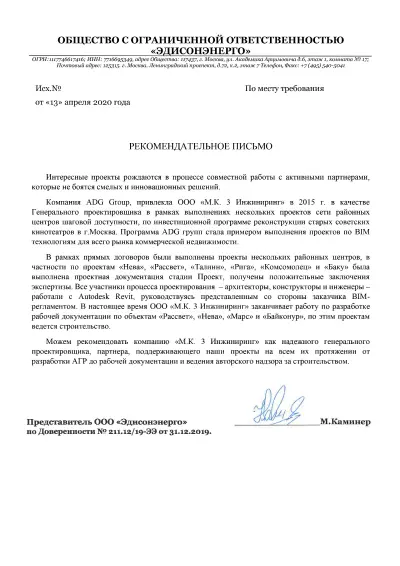 ОБЩЕСТВО С ОГРАНИЧЕННОЙ ОТВЕТСТВЕННОСТЬЮ
«ЭДИСОНЭНЕРГО»
ОГРН:1117746617416; ИНН: 7716695349, адрес Общества: 117437, г. Москва, ул. Академика Арцимовича д.6, этаж 1, комната № 17;
Почтовый адрес: 125315. г. Москва, Ленинградский проспект, д.72, к.2, этаж 7 Телефон, Факс: +7 (495) 540-5041
Исх.№
По месту требования
от «13» апреля 2020 года
РЕКОМЕНДАТЕЛЬНОЕ ПИСЬМО
Интересные проекты рождаются в процессе совместной работы с активными партнерами,
которые не боятся смелых и инновационных решений.
Компания ADG Group, привлекла ООО «М.К. 3 Инжиниринг» в 2015 г. в качестве
Генерального проектировщика в рамках выполнениях нескольких проектов сети районных
центров шаговой доступности, по инвестиционной программе реконструкции старых советских
кинотеатров в г.Москва. Программа ADG групп стала примером выполнения проектов по BIM
технологиям для всего рынка коммерческой недвижимости.
В рамках прямых договоров были выполнены проекты нескольких районных центров, в
частности по проектам «Нева», «Рассвет», «Таллин», «Рига», «Комсомолец» и «Баку» была
выполнена проектная документация стадии Проект, получены положительные заключения
экспертизы. Все участники процесса проектирования – архитекторы, конструкторы и инженеры –
работали с Autodesk Revit, руководствуясь представленным со стороны заказчика BIM-
регламентом. В настоящее время ООО «М.К. 3 Инжиниринг» заканчивает работу по разработке
рабочей документации по объектам «Рассвет», «Нева», «Марс» и «Байконур», по этим проектам
ведется строительство.
Можем рекомендовать компанию «М.К. 3 Инжиниринг» как надежного генерального
проектировщика, партнера, поддерживающего наши проекты на всем их протяжении от
разработки АГР до рабочей документации и ведения авторского надзора за строительством.
Представитель ООО «Эдисонэнерго»
М.Каминер
по Доверенности № 211.12/19-ЭЭ от 31.12.2019.